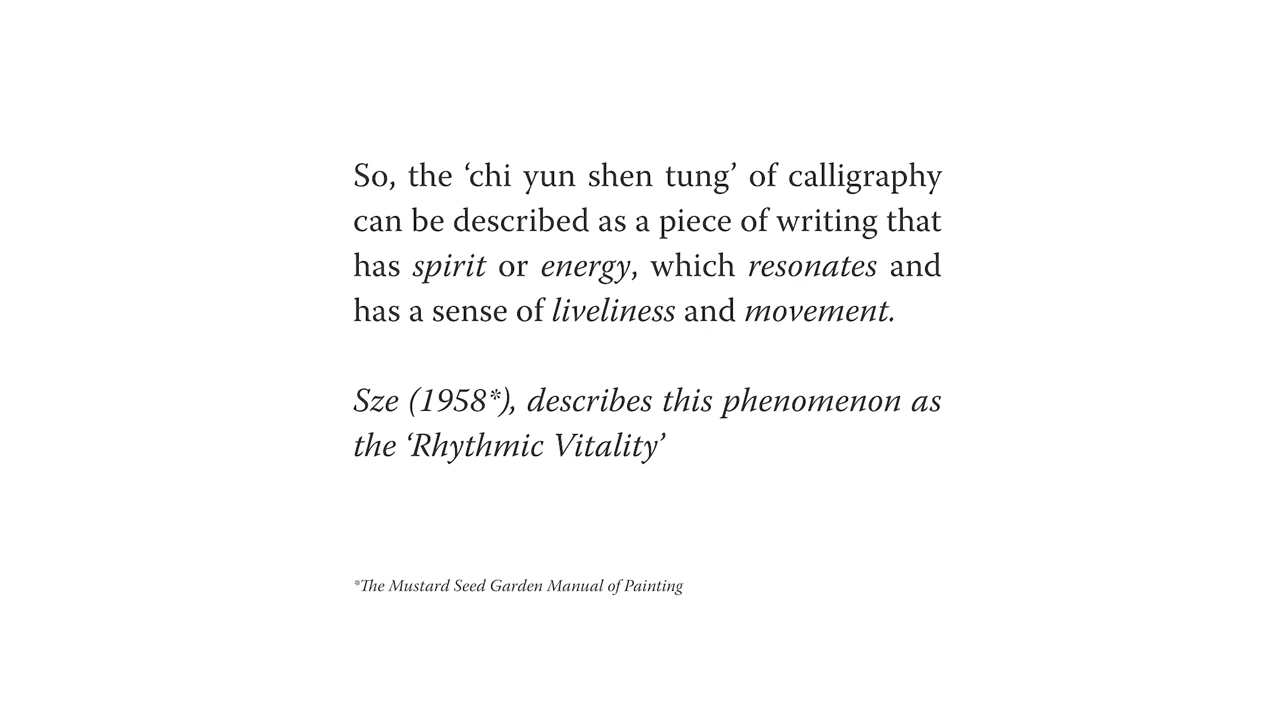 So, the ‘chi yun shen tung’ of calligraphy
can be described as a piece of writing that
has spirit or energy, which resonates and
has a sense of liveliness and movement.
Sze (1958*), describes this phenomenon as
the ‘Rhythmic Vitality’
*The Mustard Seed Garden Manual of Painting